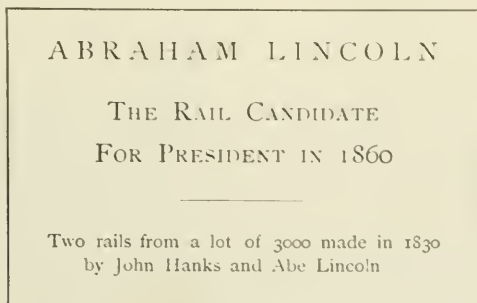 ABRAHAM LINCOLN
THE RAIL CANDIDATE
FOR PRESIDENT IN 1860
Two rails from a lot of 3000 made in 1830
by John Hanks and Abe Lincoln